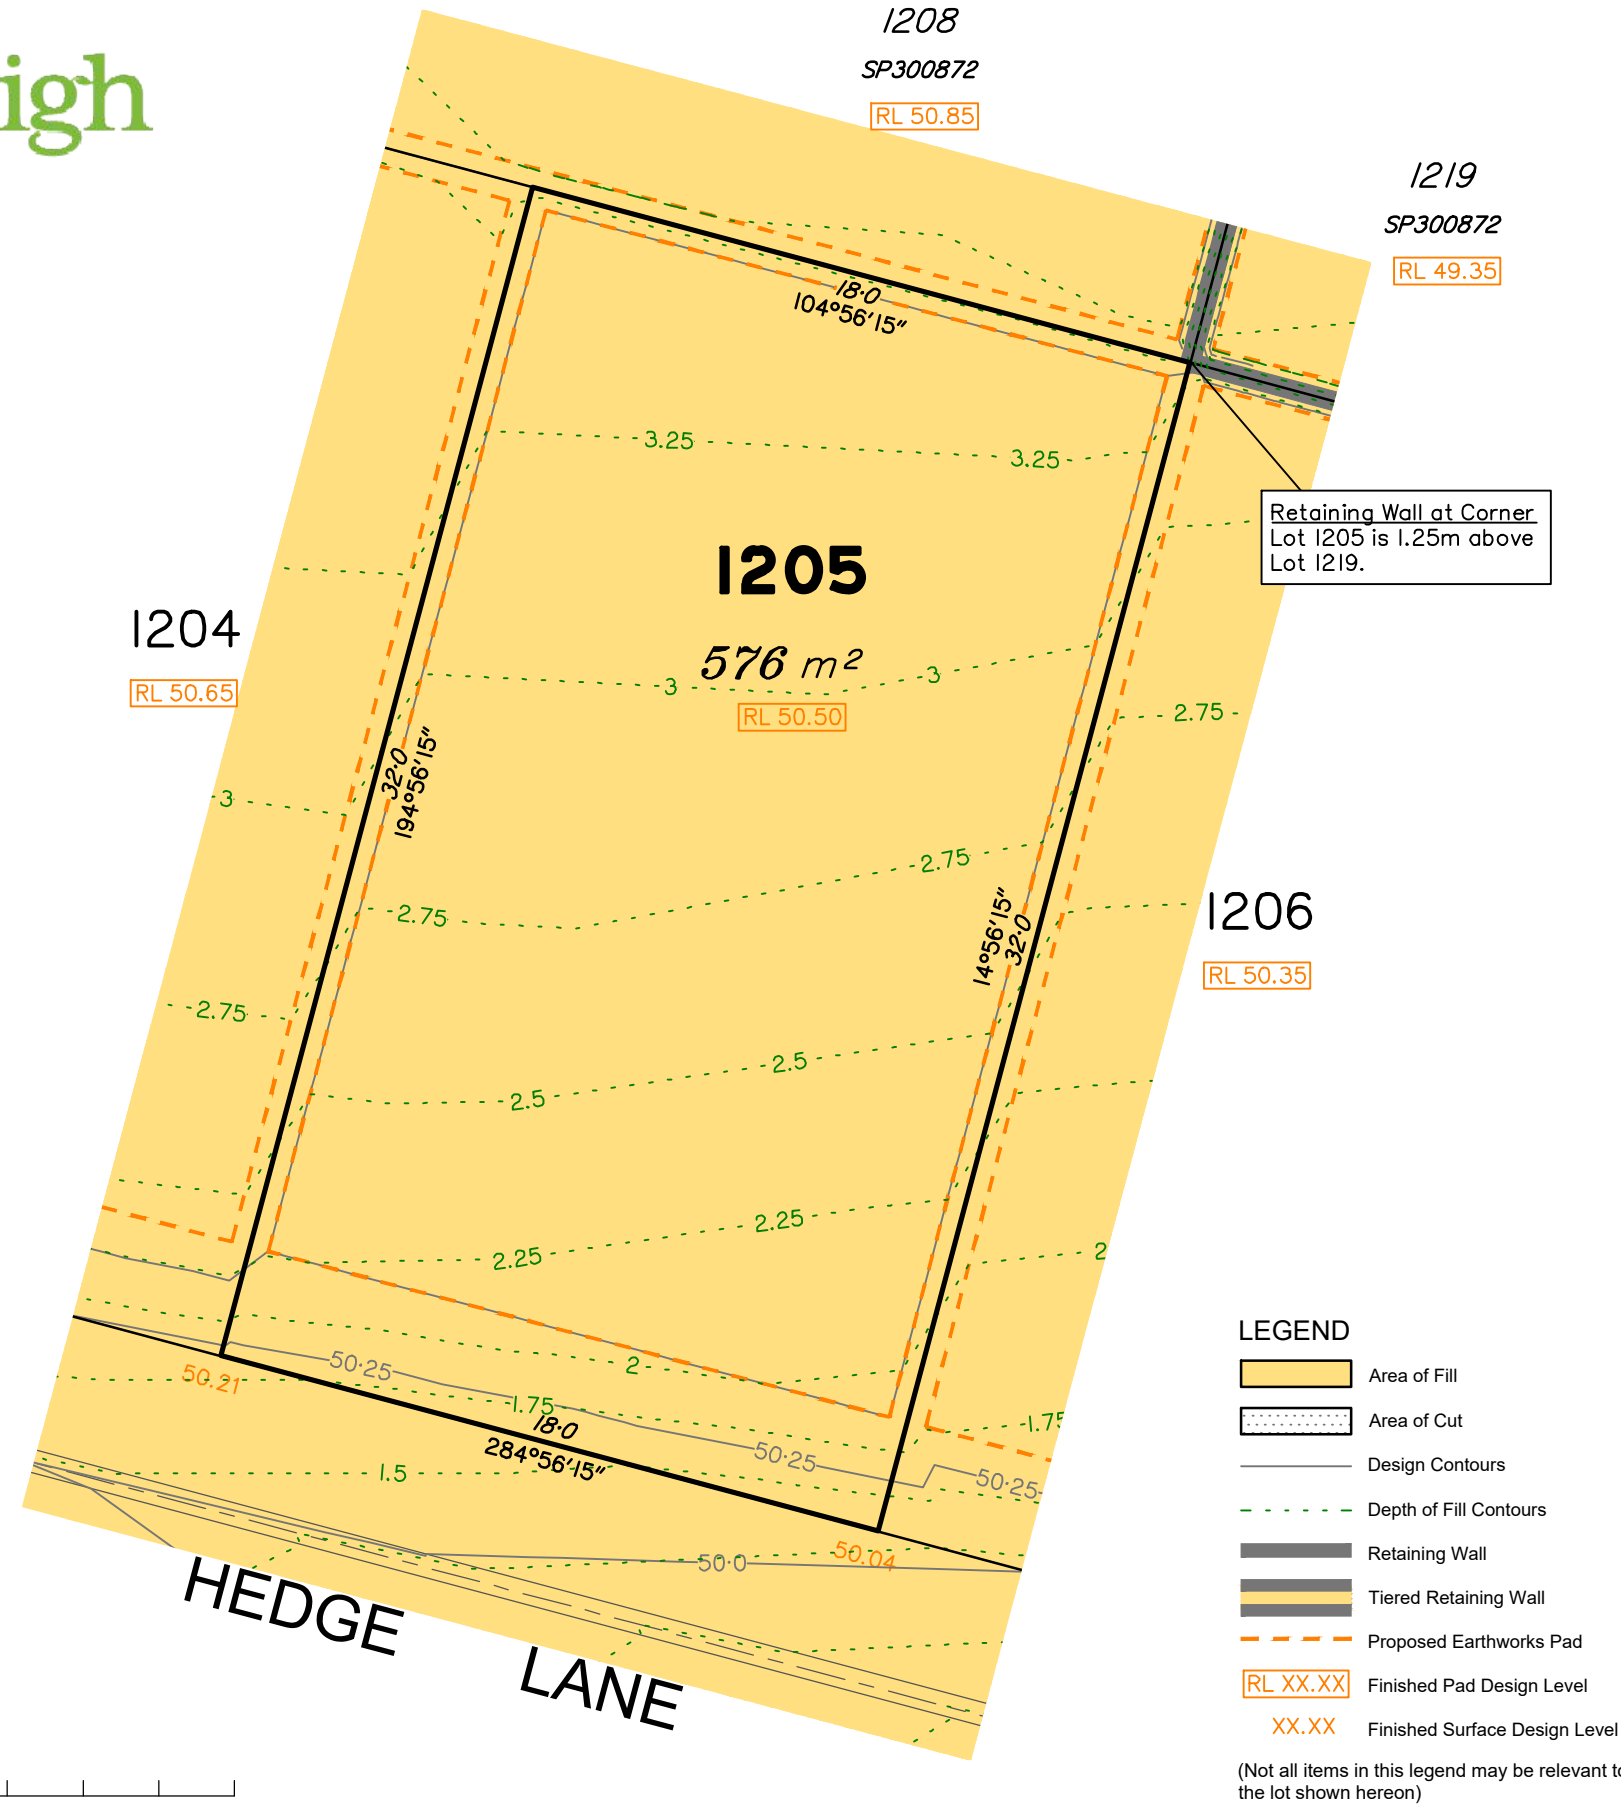 igh
1208
SP300872
RL 50.85
1219
SP300872
RL 49.35
18·0
104°56'15"
3.25
3.25
Retaining Wall at Corner
Lot 1205 is 1.25m above
Lot 1219.
1205
576 m²
RL 50.50
1204
RL 50.65
3
3
2.75
32·0
194°56'15"
3
2.75
2.75
14°56'15"
32·0
1206
RL 50.35
2.75
2.5
2.5
2.25
2.25
2
2
50.21
50·25
1.75
18·0
284°56'15"
1.75
50·25
50·25
1.5
50·0
50.04
HEDGE LANE
LEGEND
Area of Fill
Area of Cut
Design Contours
Depth of Fill Contours
Retaining Wall
Tiered Retaining Wall
Proposed Earthworks Pad
RL XX.XX Finished Pad Design Level
XX.XX Finished Surface Design Level
(Not all items in this legend may be relevant to
the lot shown hereon)